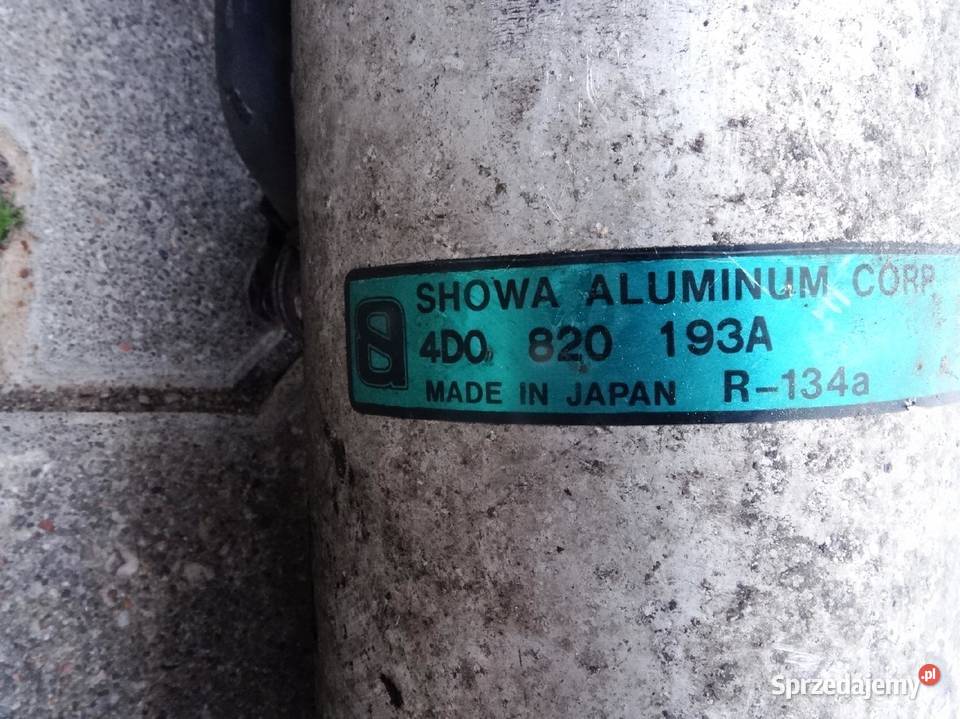 SHOWA ALUMINUM CORP.
4D0 820 193A
MADE IN JAPAN R-134a
Sprzedajemy.pl